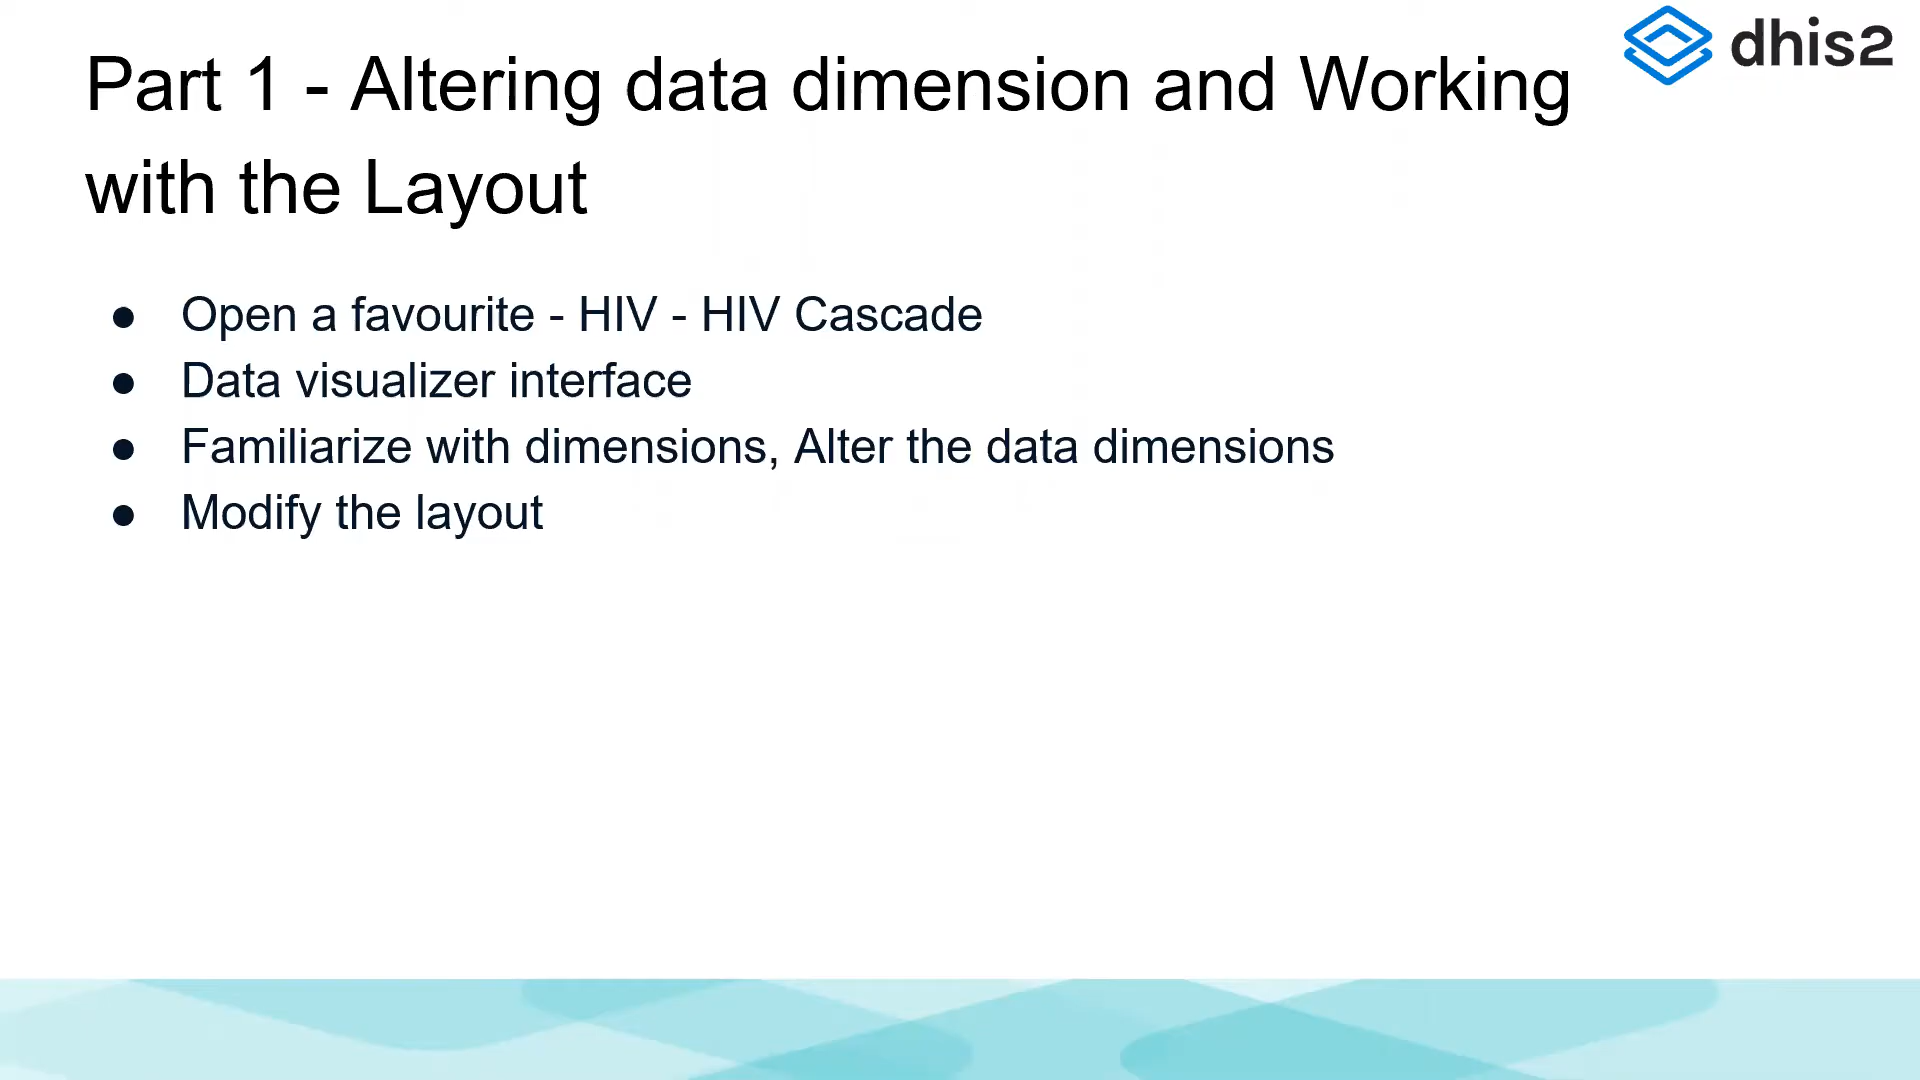 dhis2
Part 1 - Altering data dimension and Working
with the Layout
● Open a favourite - HIV - HIV Cascade
● Data visualizer interface
● Familiarize with dimensions, Alter the data dimensions
● Modify the layout